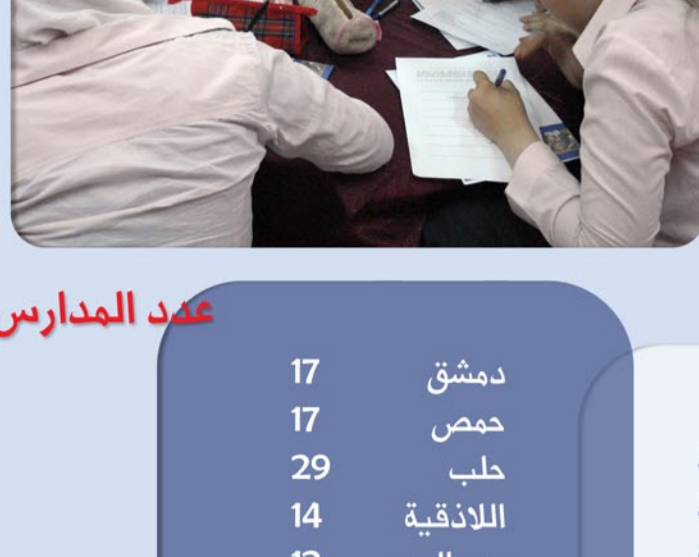 عدد المدارس
دمشق 17
حمص 17
حلب 29
اللاذقية 14